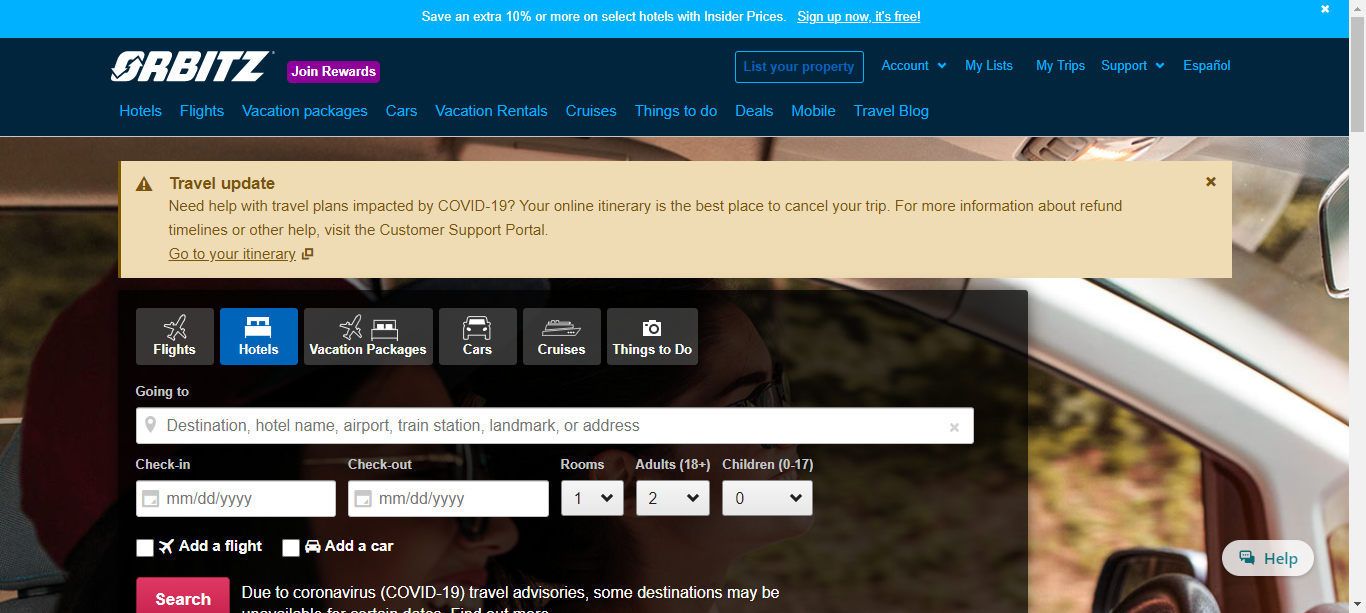 Save an extra 10% or more on select hotels with Insider Prices. Sign up now, it's free!
ORBITZ Join Rewards List your property Account My Lists My Trips Support Español
Hotels Flights Vacation packages Cars Vacation Rentals Cruises Things to do Deals Mobile Travel Blog
Travel update
Need help with travel plans impacted by COVID-19? Your online itinerary is the best place to cancel your trip. For more information about refund
timelines or other help, visit the Customer Support Portal.
Go to your itinerary
Flights Hotels Vacation Packages Cars Cruises Things to Do
Going to
Destination, hotel name, airport, train station, landmark, or address
Check-in Check-out Rooms Adults (18+) Children (0-17)
mm/dd/yyyy mm/dd/yyyy 1 2 0
Add a flight Add a car
Help
Search Due to coronavirus (COVID-19) travel advisories, some destinations may be
unavailable for certain dates. Find out more